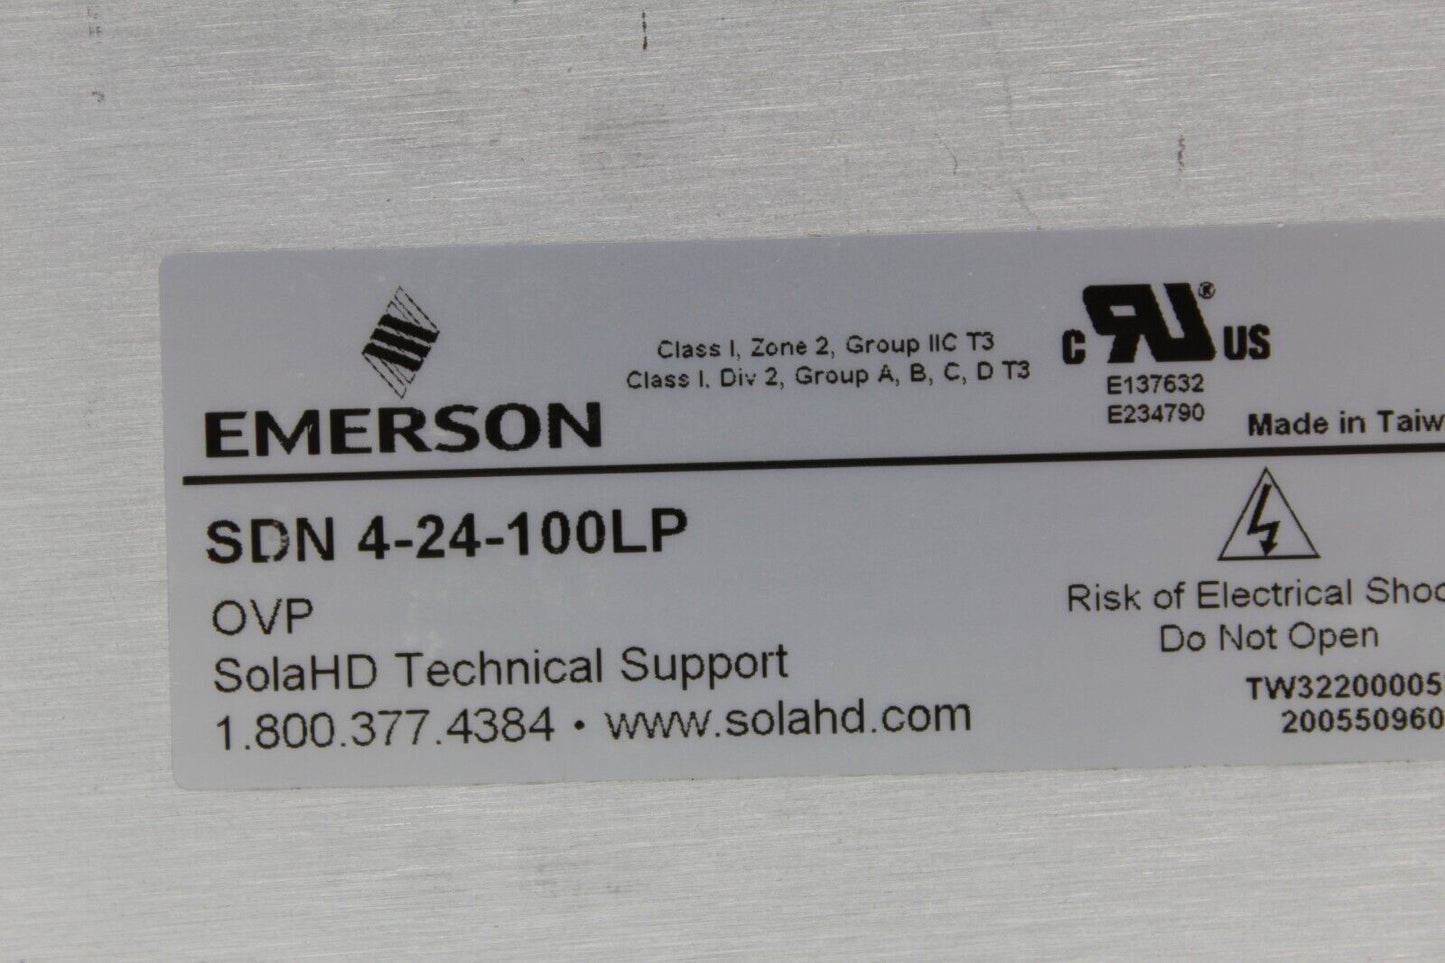 Class I, Zone 2, Group IIC T3
Class I, Div 2, Group A, B, C, D T3
C RU® US
E137632
E234790
EMERSON
Made in Taiw
SDN 4-24-100LP
OVP
SolaHD Technical Support
1.800.377.4384 • www.solahd.com
Risk of Electrical Shoc
Do Not Open
TW32200005
200550960